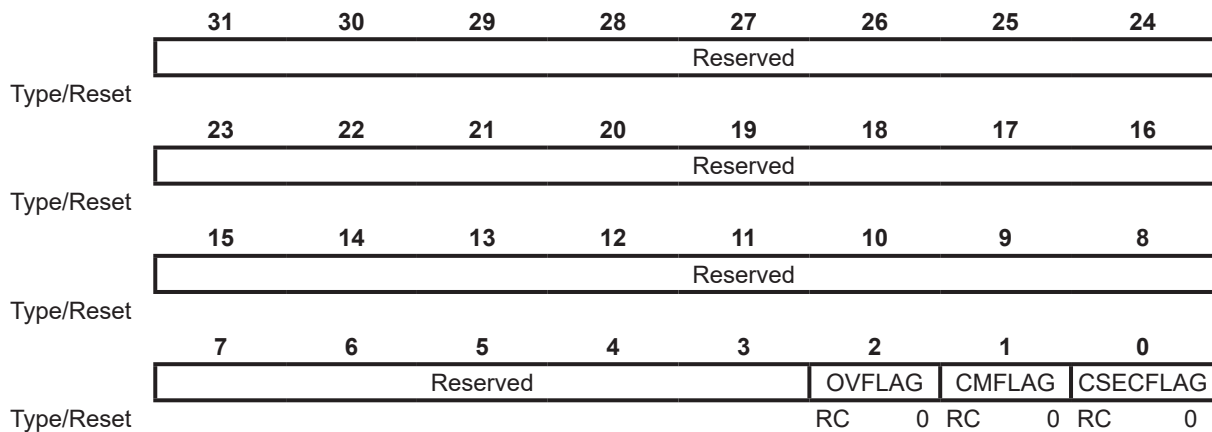 31 30 29 28 27 26 25 24
Reserved
Type/Reset
23 22 21 20 19 18 17 16
Reserved
Type/Reset
15 14 13 12 11 10 9 8
Reserved
Type/Reset
7 6 5 4 3 2 1 0
Reserved OVFLAG CMFLAG CSECFLAG
Type/Reset RC 0 RC 0 RC 0